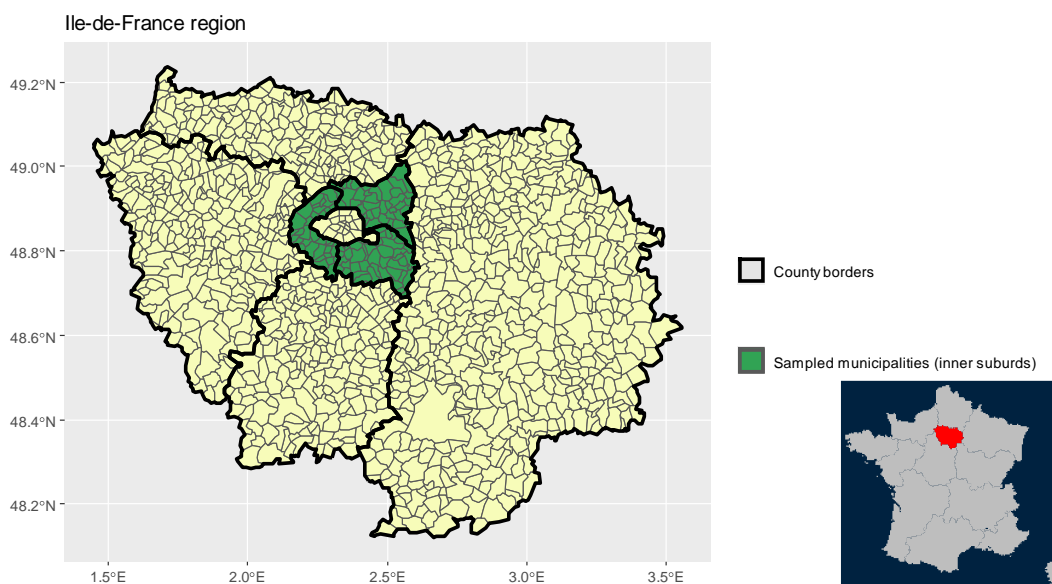 Ile-de-France region
49.2°N
49.0°N
48.8°N
48.6°N
48.4°N
48.2°N
1.5°E 2.0°E 2.5°E 3.0°E 3.5°E
County borders
Sampled municipalities (inner suburds)